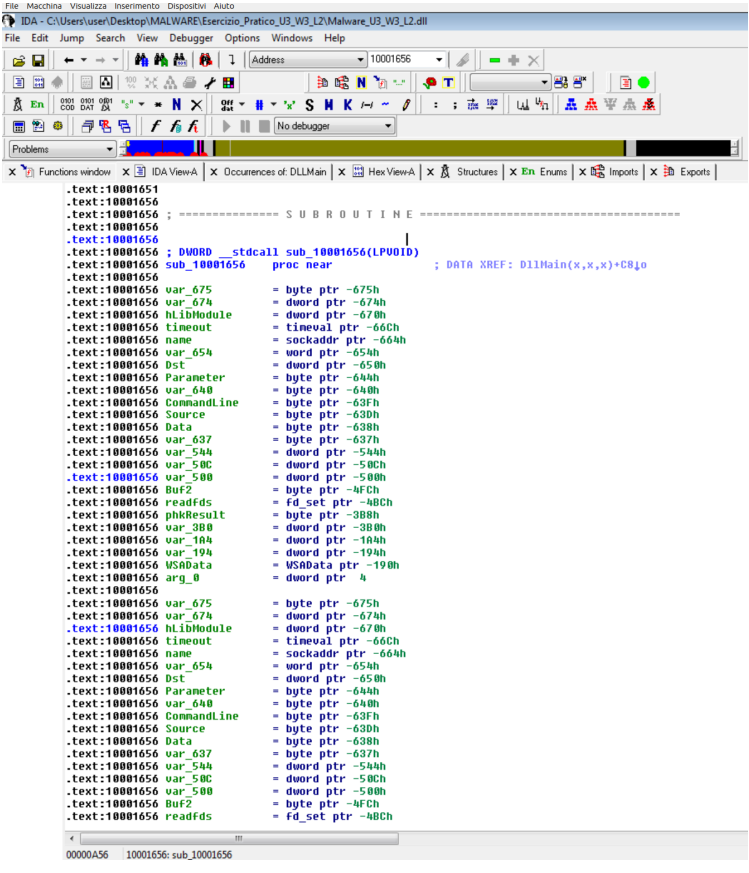 File Macchina Visualizza Inserimento Dispositivi Aiuto
IDA - C:\Users\user\Desktop\MALWARE\Esercizio_Pratico_U3_W3_L2\Malware_U3_W3_L2.dll
File Edit Jump Search View Debugger Options Windows Help
Address 10001656
En S M K
No debugger
Problems
Functions window IDA View-A Occurrences of: DLLMain Hex View-A Structures En Enums Imports Exports
.text:10001651
.text:10001656
.text:10001656 ; =============== S U B R O U T I N E =======================================
.text:10001656
.text:10001656
.text:10001656 ; DWORD __stdcall sub_10001656(LPVOID)
.text:10001656 sub_10001656 proc near ; DATA XREF: DllMain(x,x,x)+C8↓o
.text:10001656
.text:10001656 var_675 = byte ptr -675h
.text:10001656 var_674 = dword ptr -674h
.text:10001656 hLibModule = dword ptr -670h
.text:10001656 timeout = timeval ptr -66Ch
.text:10001656 name = sockaddr ptr -664h
.text:10001656 var_654 = word ptr -654h
.text:10001656 Dst = dword ptr -650h
.text:10001656 Parameter = byte ptr -644h
.text:10001656 var_640 = byte ptr -640h
.text:10001656 CommandLine = byte ptr -63Fh
.text:10001656 Source = byte ptr -63Dh
.text:10001656 Data = byte ptr -638h
.text:10001656 var_637 = byte ptr -637h
.text:10001656 var_544 = dword ptr -544h
.text:10001656 var_50C = dword ptr -50Ch
.text:10001656 var_500 = dword ptr -500h
.text:10001656 Buf2 = byte ptr -4FCh
.text:10001656 readfds = fd_set ptr -4BCh
.text:10001656 phkResult = byte ptr -3B8h
.text:10001656 var_3B0 = dword ptr -3B0h
.text:10001656 var_1A4 = dword ptr -1A4h
.text:10001656 var_194 = dword ptr -194h
.text:10001656 WSAData = WSAData ptr -190h
.text:10001656 arg_0 = dword ptr 4
.text:10001656
.text:10001656 var_675 = byte ptr -675h
.text:10001656 var_674 = dword ptr -674h
.text:10001656 hLibModule = dword ptr -670h
.text:10001656 timeout = timeval ptr -66Ch
.text:10001656 name = sockaddr ptr -664h
.text:10001656 var_654 = word ptr -654h
.text:10001656 Dst = dword ptr -650h
.text:10001656 Parameter = byte ptr -644h
.text:10001656 var_640 = byte ptr -640h
.text:10001656 CommandLine = byte ptr -63Fh
.text:10001656 Source = byte ptr -63Dh
.text:10001656 Data = byte ptr -638h
.text:10001656 var_637 = byte ptr -637h
.text:10001656 var_544 = dword ptr -544h
.text:10001656 var_50C = dword ptr -50Ch
.text:10001656 var_500 = dword ptr -500h
.text:10001656 Buf2 = byte ptr -4FCh
.text:10001656 readfds = fd_set ptr -4BCh
00000A56 10001656: sub_10001656